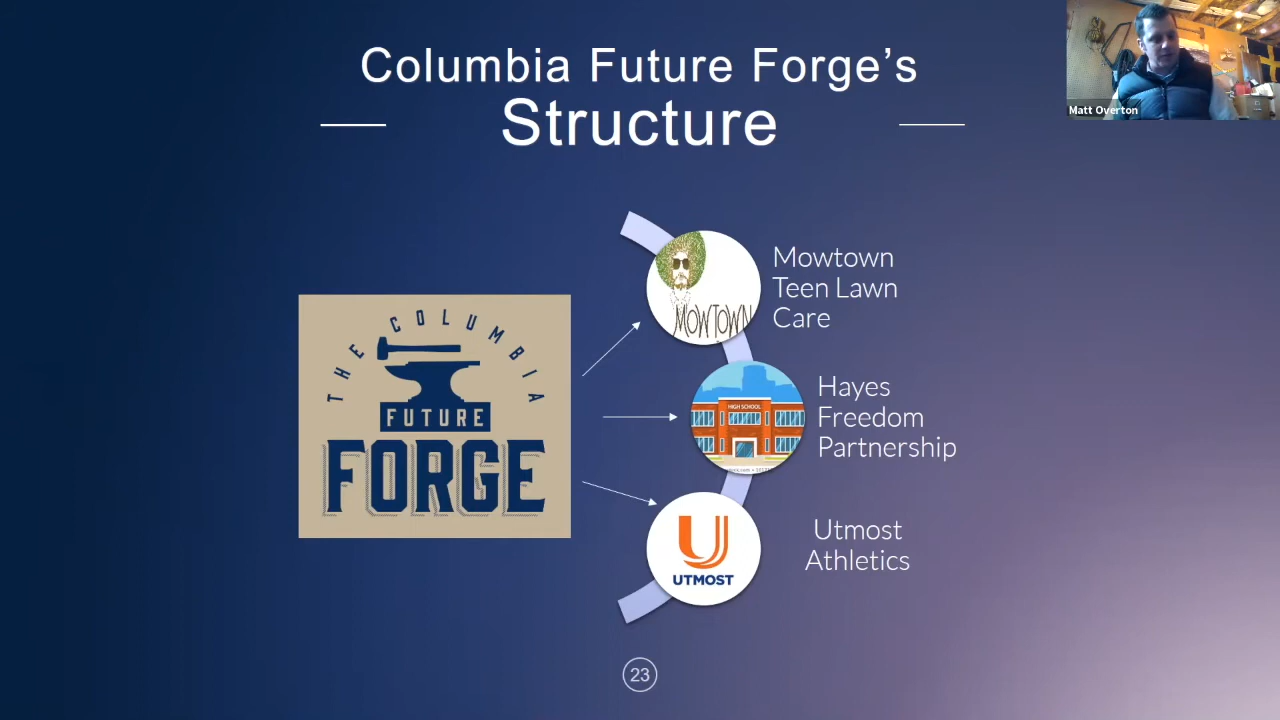 Columbia Future Forge's
Structure
Matt Overton
THE COLUMBIA
FUTURE
FORGE
MOWTOWN
Mowtown
Teen Lawn
Care
HIGH SCHOOL
Hayes
Freedom
Partnership
UTMOST
Utmost
Athletics
23